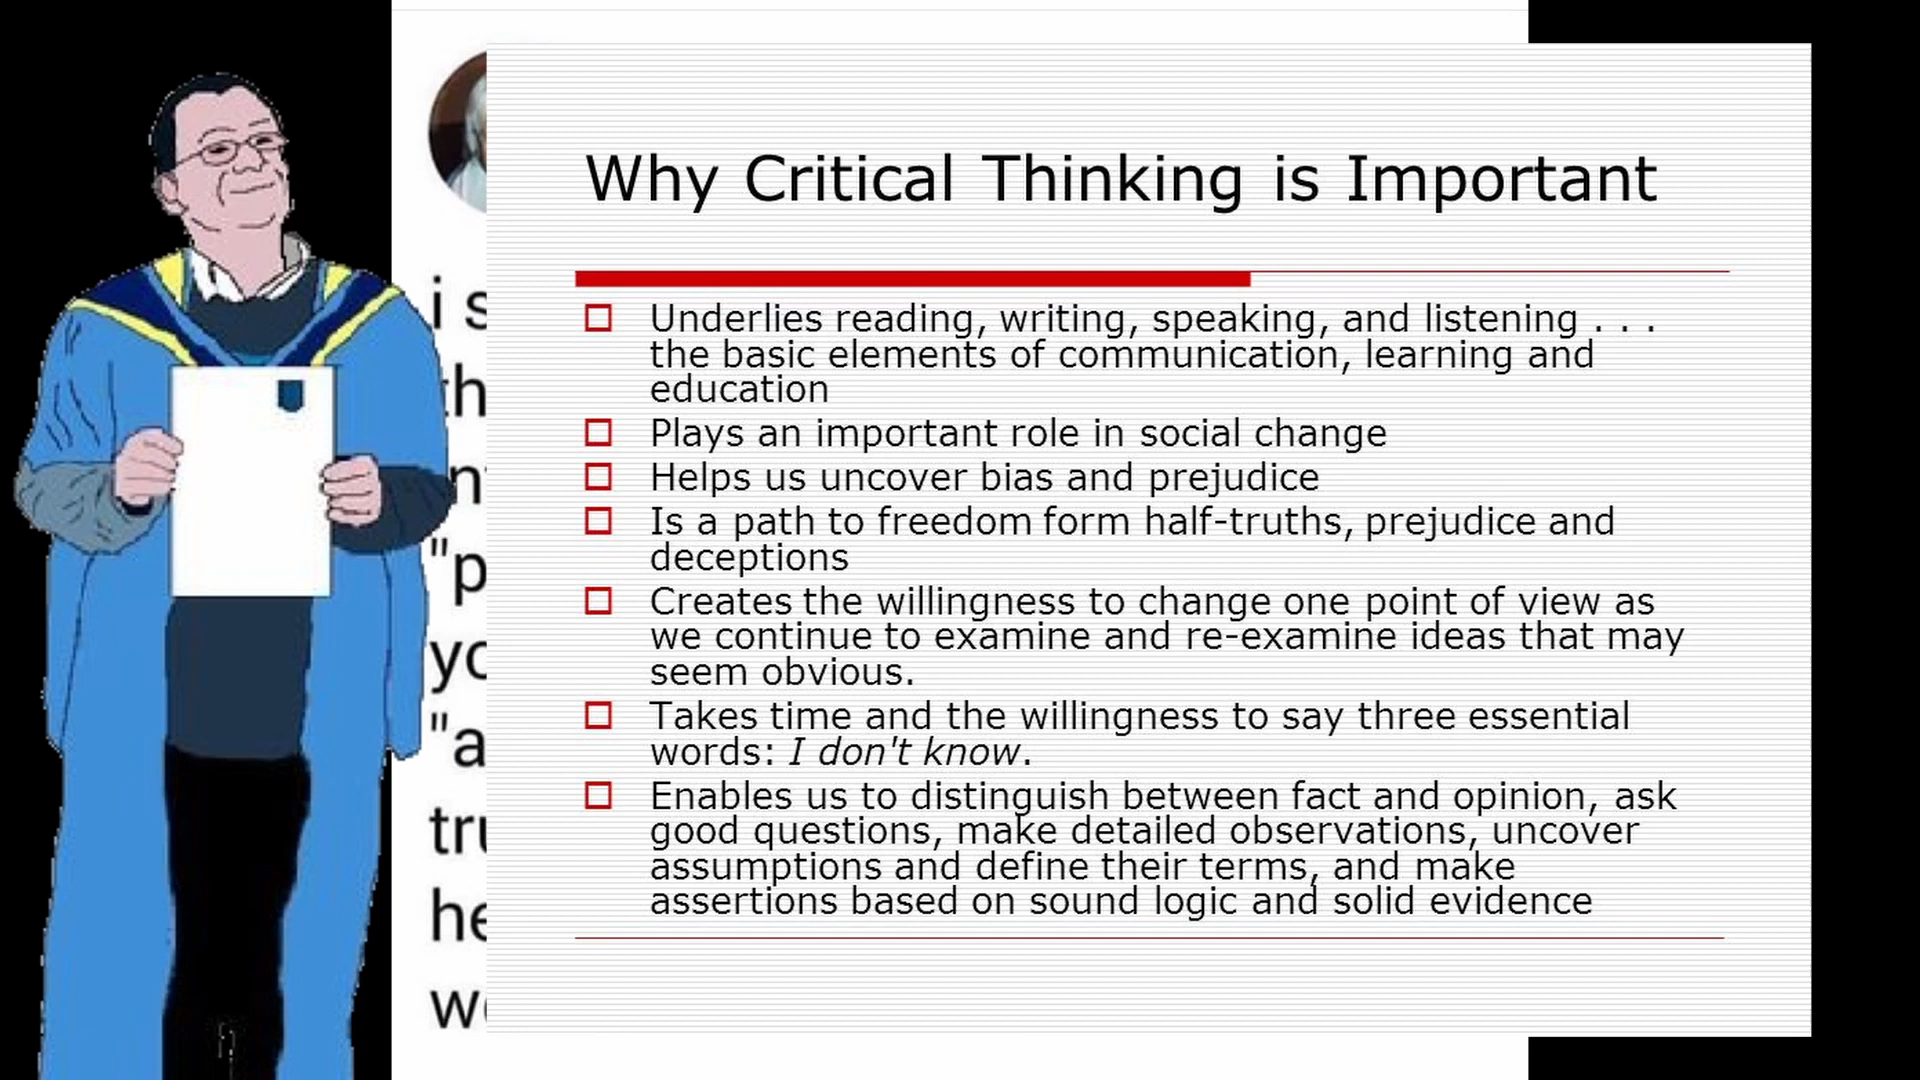 Why Critical Thinking is Important
Underlies reading, writing, speaking, and listening . . .
the basic elements of communication, learning and
education
Plays an important role in social change
Helps us uncover bias and prejudice
Is a path to freedom form half-truths, prejudice and
deceptions
Creates the willingness to change one point of view as
we continue to examine and re-examine ideas that may
seem obvious.
Takes time and the willingness to say three essential
words: I don't know.
Enables us to distinguish between fact and opinion, ask
good questions, make detailed observations, uncover
assumptions and define their terms, and make
assertions based on sound logic and solid evidence